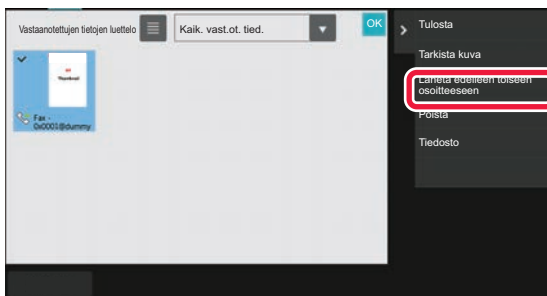 Vastaanotettujen tietojen luettelo
Kaik. vast.ot. tied.
OK
Tulosta
Tarkista kuva
Lähetä edelleen toiseen
osoitteeseen
Poista
Tiedosto
Thumbnail
Fax -
0x0001@dummy